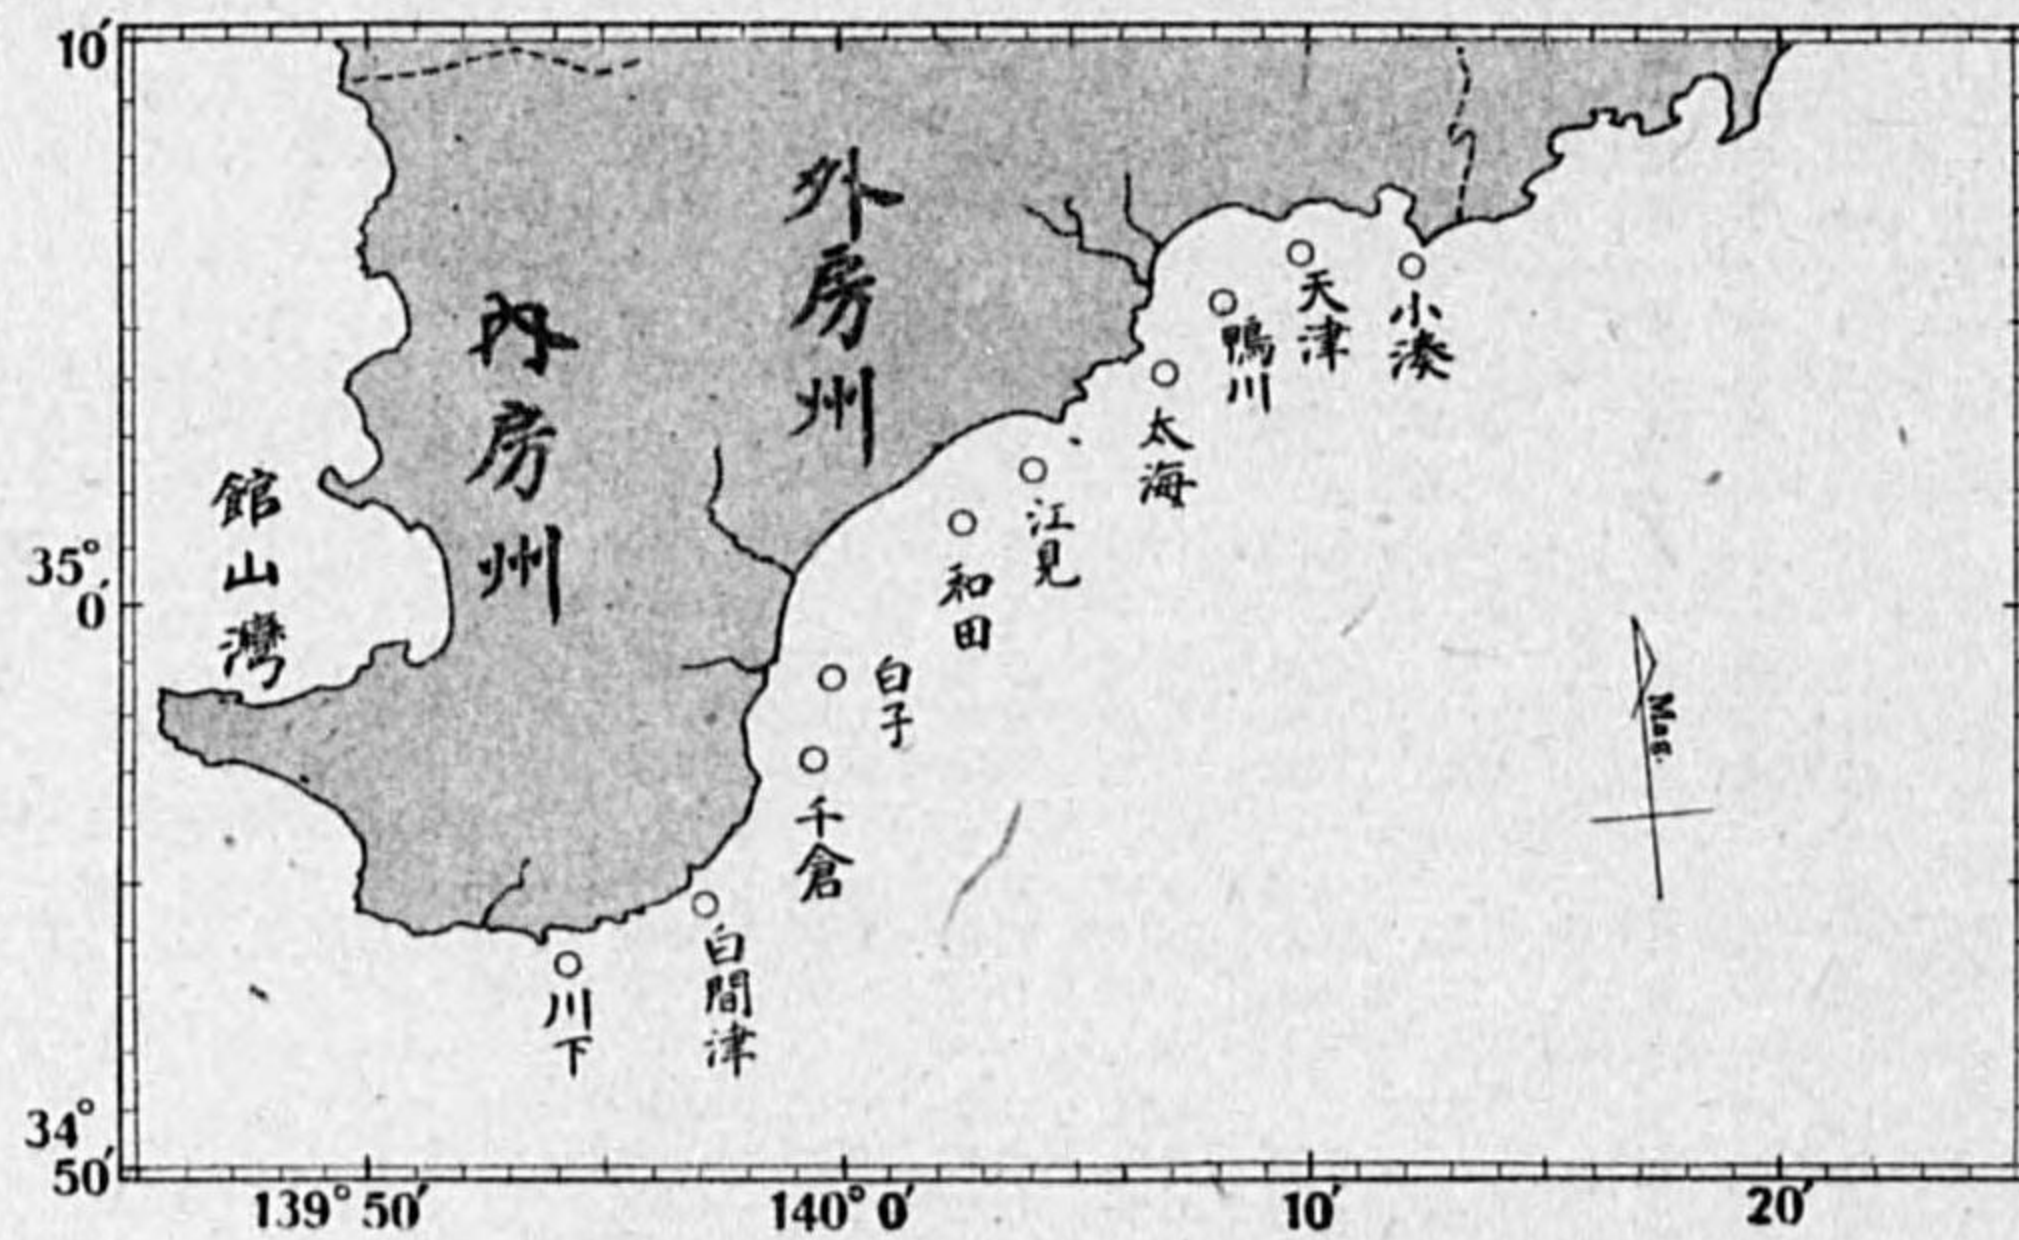 10′
35°
0′
34°
50′
139° 50′
140° 0′
10′
20′
外房州
内房州
館山灣
小湊
天津
鴨川
太海
江見
和田
白子
千倉
白間津
川下
Mag.